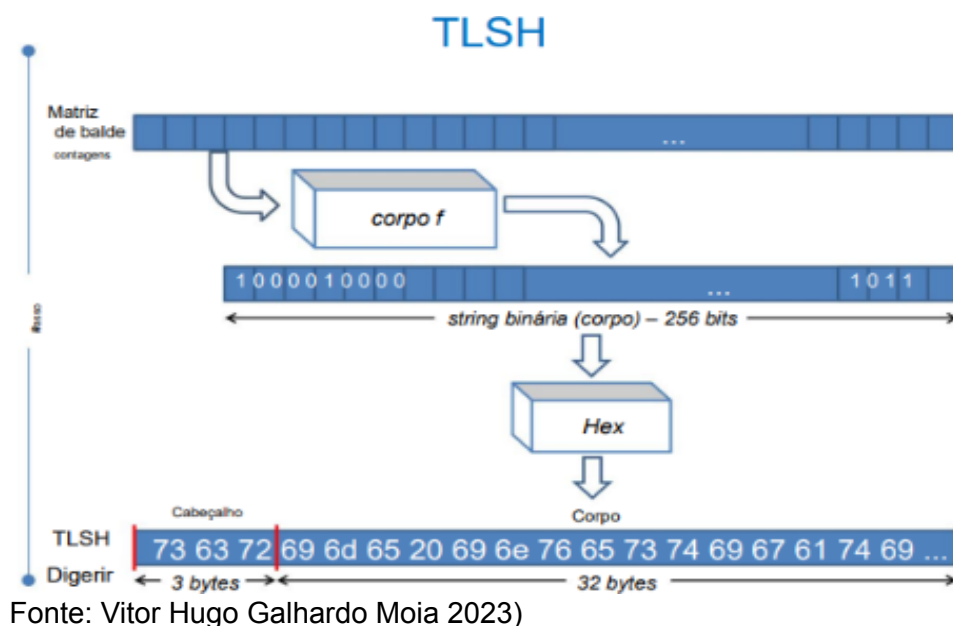 TLSH
Matriz
de balde
contagens
...
corpo f
1 0 0 0 0 1 0 0 0 0
...
1 0 1 1
string binária (corpo) – 256 bits
Hex
Cabeçalho
Corpo
TLSH
73 63 72 69 6d 65 20 69 6e 76 65 73 74 69 67 61 74 69 ...
Digerir
3 bytes
32 bytes
Fonte: Vitor Hugo Galhardo Moia 2023)